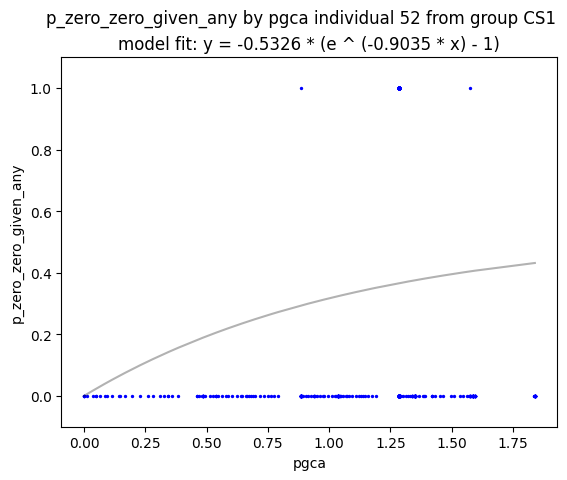 p_zero_zero_given_any by pgca individual 52 from group CS1
model fit: y = -0.5326 * (e ^ (-0.9035 * x) - 1)
1.0
0.8
0.6
0.4
0.2
0.0
p_zero_zero_given_any
0.00 0.25 0.50 0.75 1.00 1.25 1.50 1.75
pgca